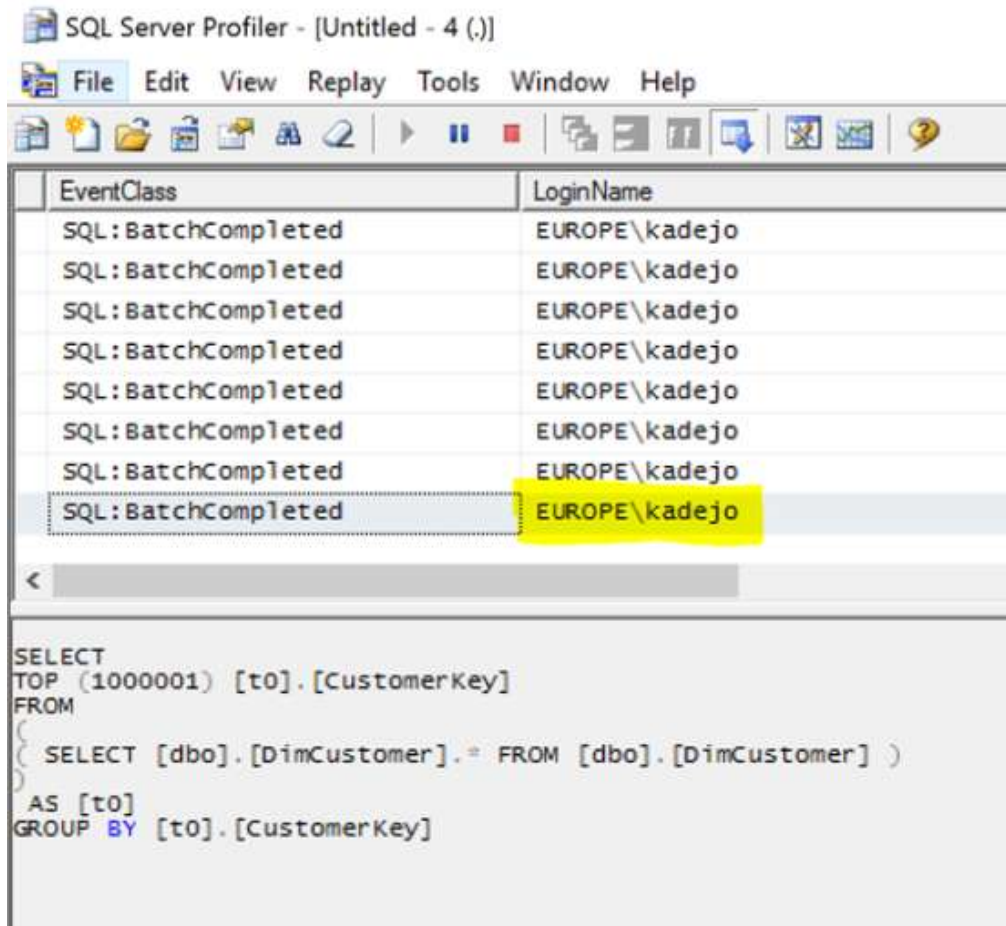 SQL Server Profiler - [Untitled - 4 (.)]
File Edit View Replay Tools Window Help
EventClass LoginName
SQL:BatchCompleted EUROPE\kadejo
SQL:BatchCompleted EUROPE\kadejo
SQL:BatchCompleted EUROPE\kadejo
SQL:BatchCompleted EUROPE\kadejo
SQL:BatchCompleted EUROPE\kadejo
SQL:BatchCompleted EUROPE\kadejo
SQL:BatchCompleted EUROPE\kadejo
SQL:BatchCompleted EUROPE\kadejo
SELECT
TOP (1000001) [t0].[CustomerKey]
FROM
(
( SELECT [dbo].[DimCustomer].* FROM [dbo].[DimCustomer] )
)
AS [t0]
GROUP BY [t0].[CustomerKey]